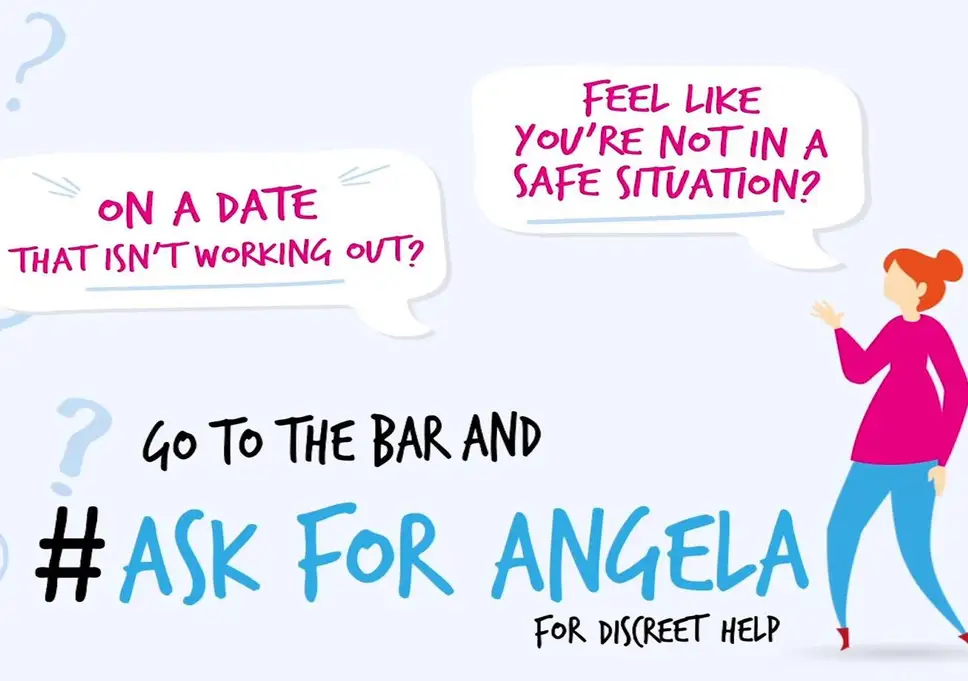 ON A DATE
THAT ISN'T WORKING OUT?
FEEL LIKE
YOU'RE NOT IN A
SAFE SITUATION?
GO TO THE BAR AND
#ASK FOR ANGELA
FOR DISCREET HELP